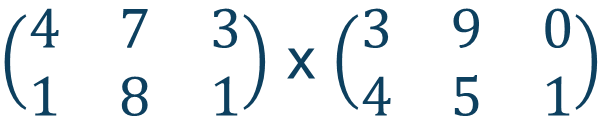 (4 7 3) x (3 9 0)
(1 8 1) (4 5 1)